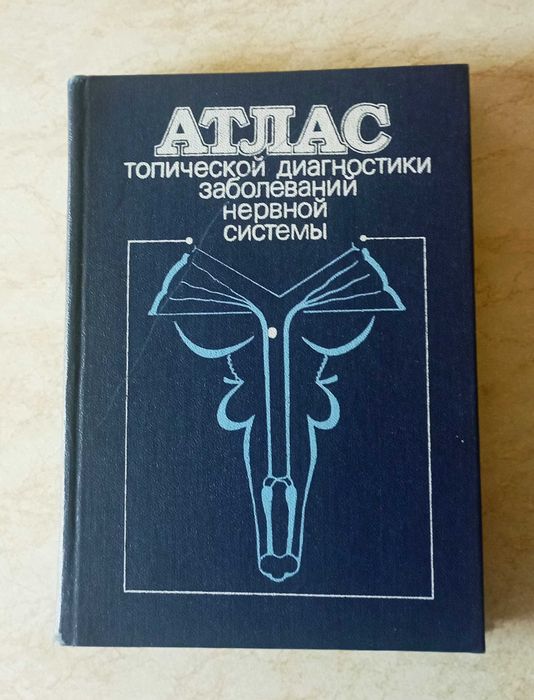 АТЛАС
топической диагностики
заболеваний
нервной
системы